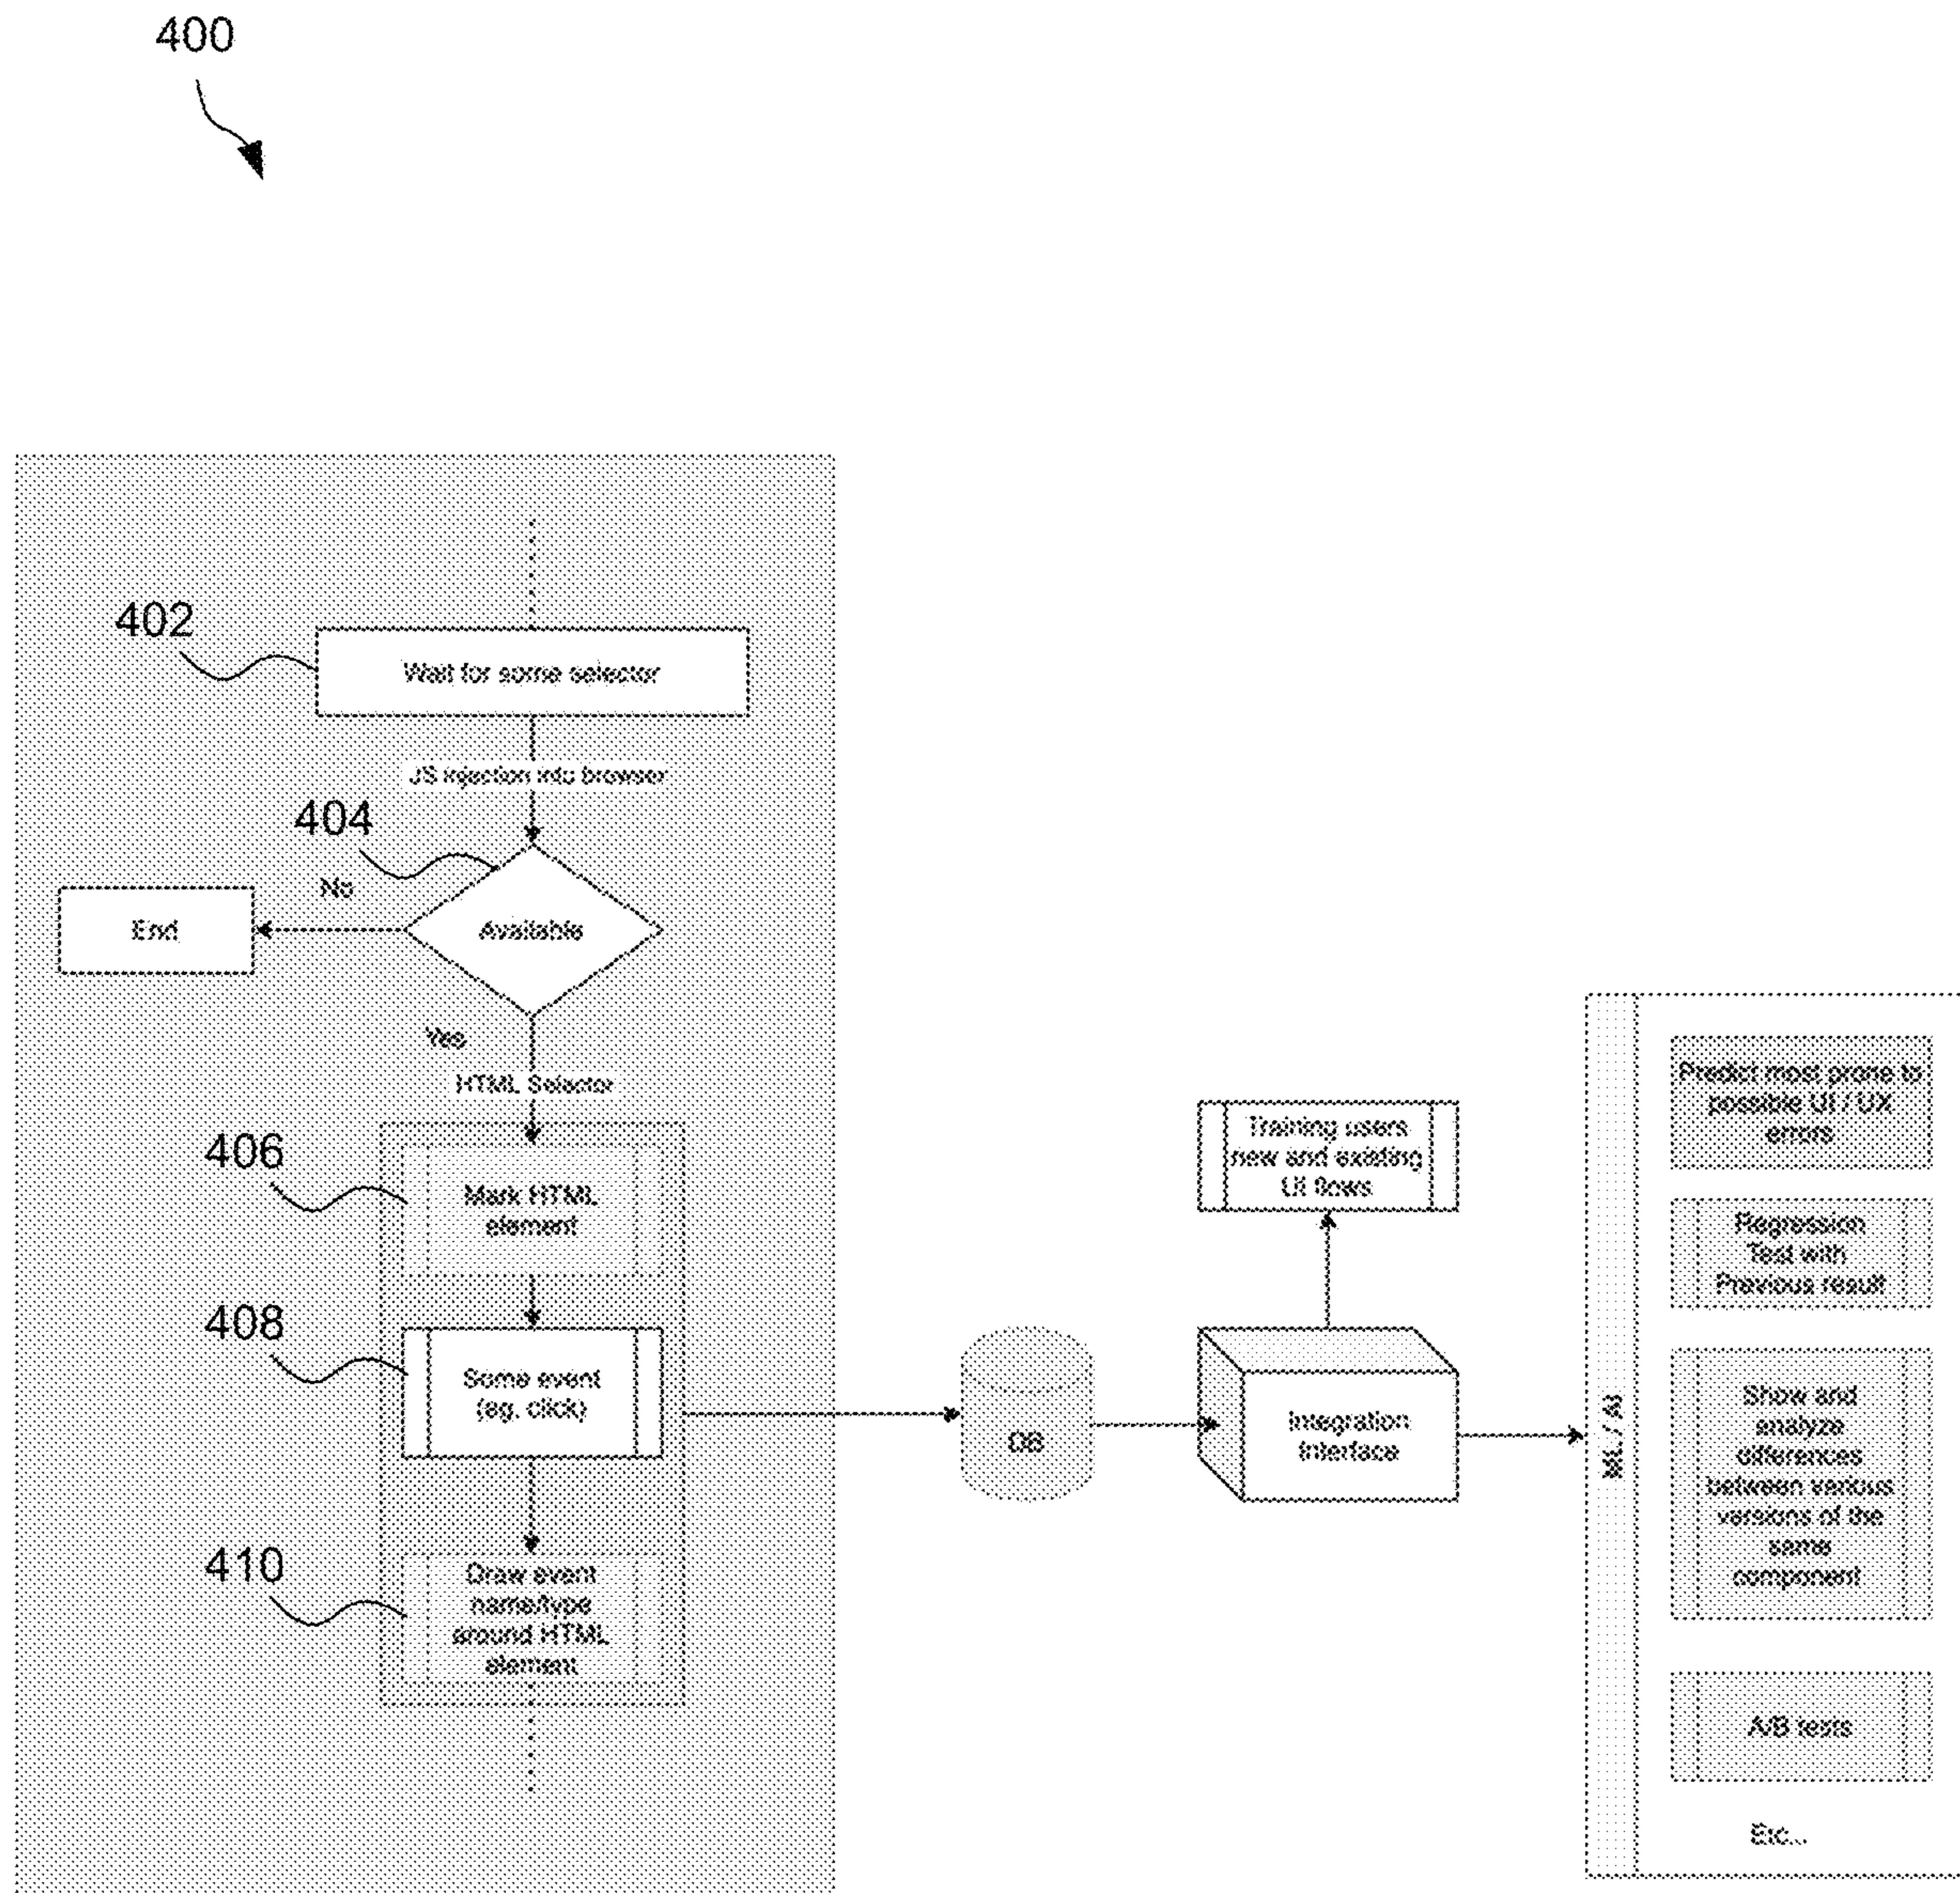 400
402
Wait for some selector
JS injection into browser
404
No
End
Available
Yes
HTML Selector
406
Mark HTML
element
408
Some event
(eg. click)
410
Draw event
name/type
around HTML
element
DB
Training users
new and existing
UI flows
Integration
Interface
ML / AI
Predict most prone to
possible UI / UX
errors
Regression
Test with
Previous result
Show and
analyze
differences
between various
versions of the
same
component
A/B tests
Etc...